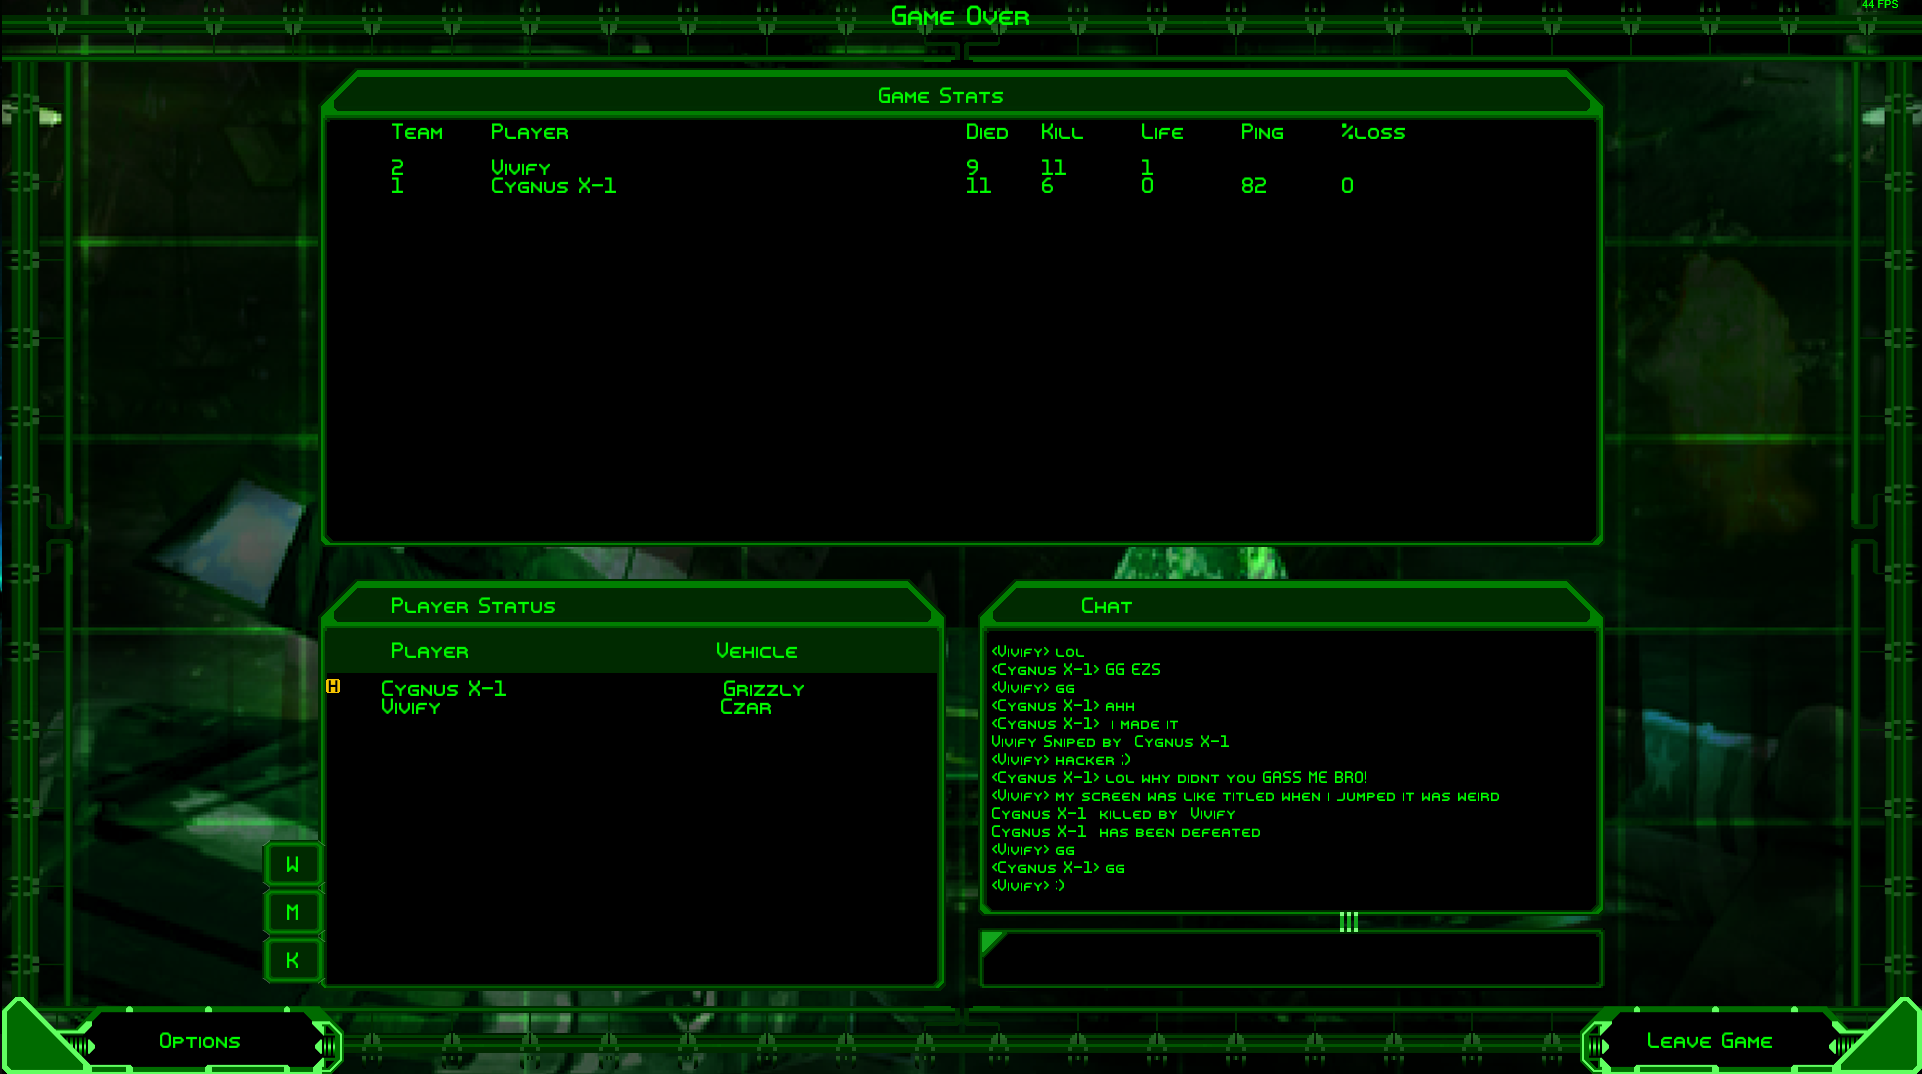 Game Over
44 FPS
Game Stats
Team Player Died Kill Life Ping %loss
2 Vivify 9 11 1
1 Cygnus X-1 11 6 0 82 0
Player Status
Player Vehicle
H Cygnus X-1 Grizzly
Vivify Czar
W
M
K
Chat
<Vivify> lol
<Cygnus X-1> GG EZS
<Vivify> gg
<Cygnus X-1> ahh
<Cygnus X-1> i made it
Vivify Sniped by Cygnus X-1
<Vivify> hacker ;)
<Cygnus X-1> lol why didnt you GASS ME BRO!
<Vivify> my screen was like titled when i jumped it was weird
Cygnus X-1 killed by Vivify
Cygnus X-1 has been defeated
<Vivify> gg
<Cygnus X-1> gg
<Vivify> :)
Options
Leave Game